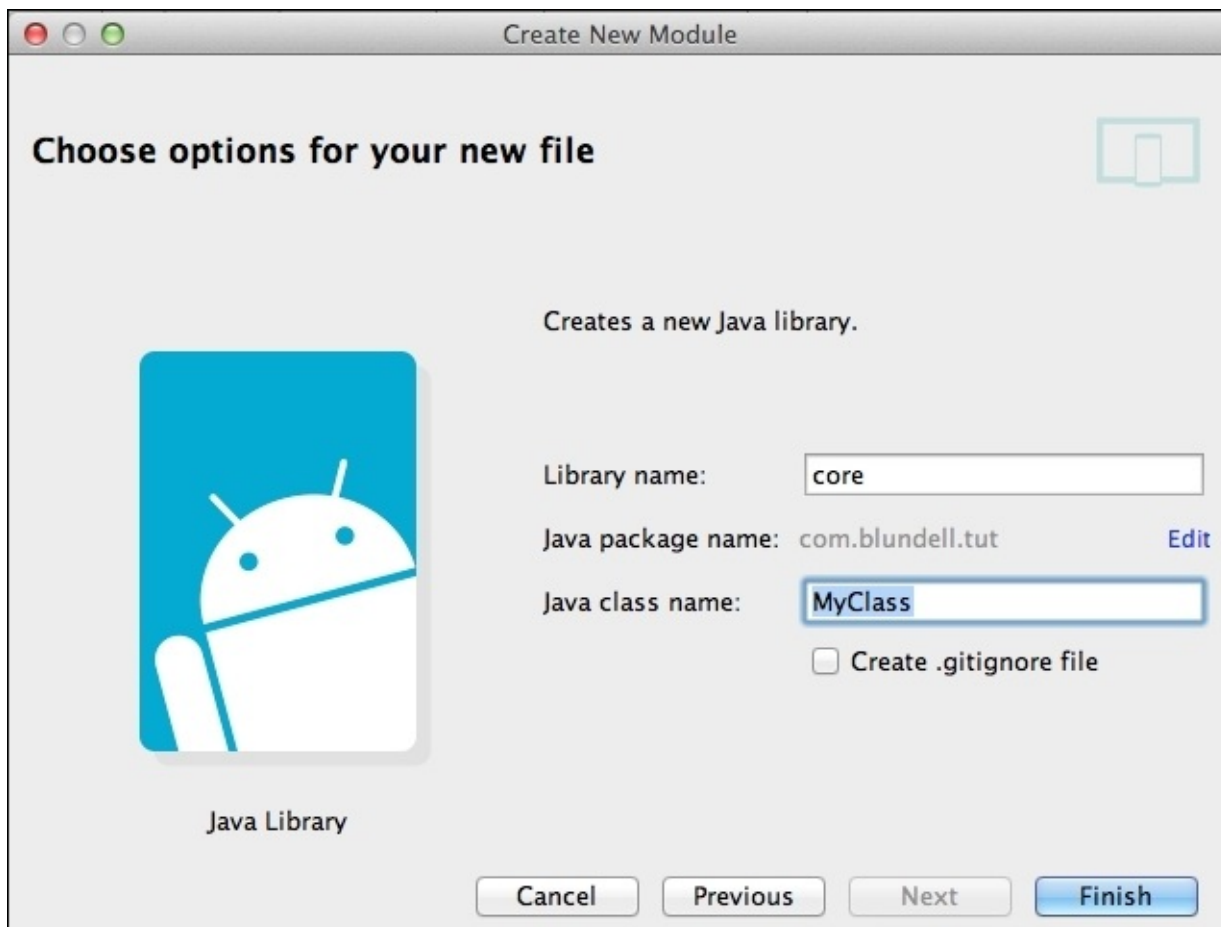 Create New Module
Choose options for your new file
Creates a new Java library.
Library name: core
Java package name: com.blundell.tut Edit
Java class name: MyClass
Create .gitignore file
Java Library
Cancel Previous Next Finish